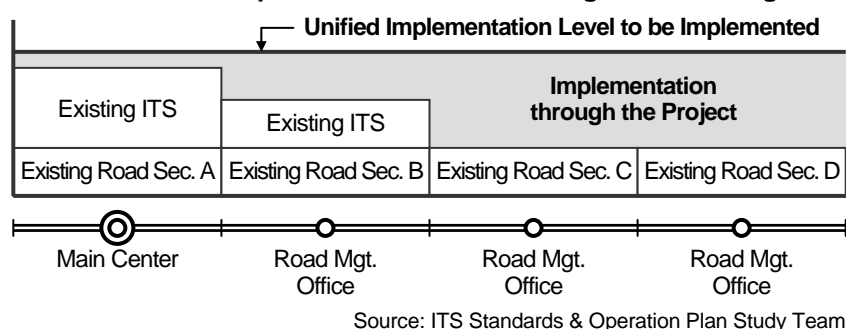 Unified Implementation Level to be Implemented
Implementation
through the Project
Existing ITS
Existing ITS
Existing Road Sec. A
Existing Road Sec. B
Existing Road Sec. C
Existing Road Sec. D
Main Center
Road Mgt.
Office
Road Mgt.
Office
Road Mgt.
Office
Source: ITS Standards & Operation Plan Study Team